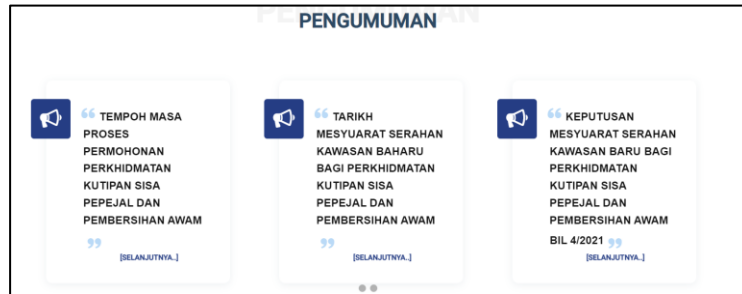 PENGUMUMAN
PENGUMUMAN
“ TEMPOH MASA
PROSES
PERMOHONAN
PERKHIDMATAN
KUTIPAN SISA
PEPEJAL DAN
PEMBERSIHAN AWAM
”
[SELANJUTNYA..]
“ TARIKH
MESYUARAT SERAHAN
KAWASAN BAHARU
BAGI PERKHIDMATAN
KUTIPAN SISA
PEPEJAL DAN
PEMBERSIHAN AWAM
”
[SELANJUTNYA..]
“ KEPUTUSAN
MESYUARAT SERAHAN
KAWASAN BARU BAGI
PERKHIDMATAN
KUTIPAN SISA
PEPEJAL DAN
PEMBERSIHAN AWAM
BIL 4/2021 ”
[SELANJUTNYA..]